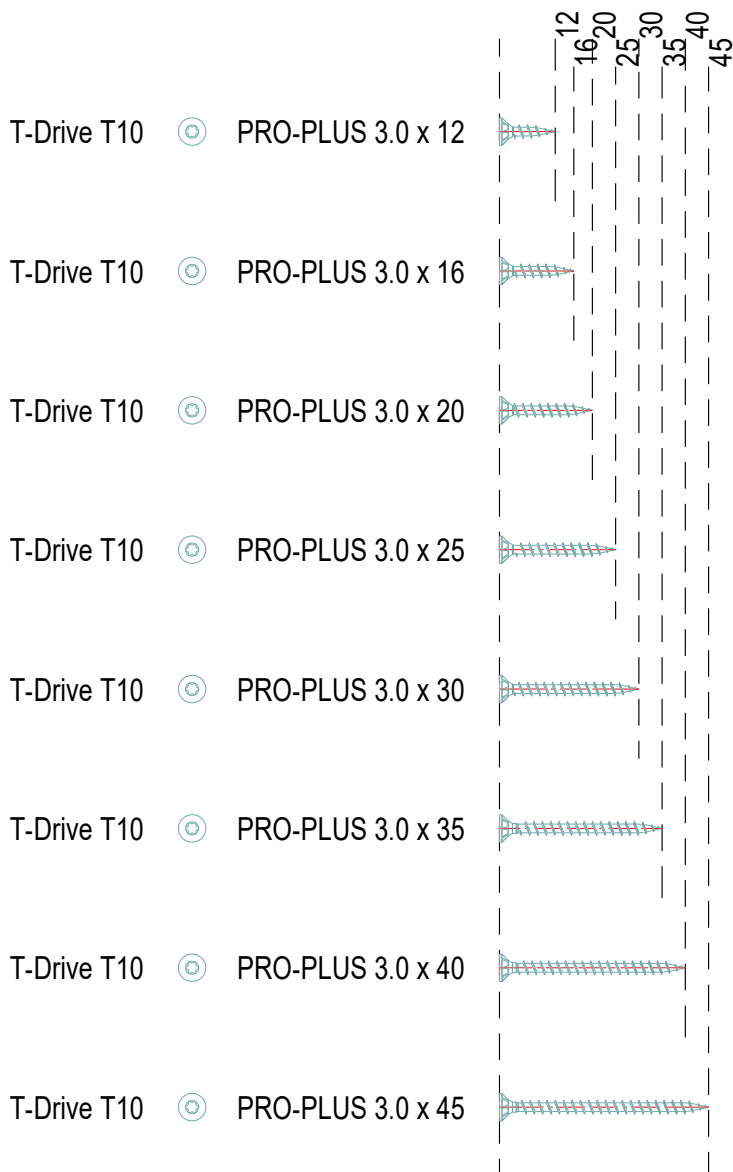 12
16
20
25
30
35
40
45
T-Drive T10 PRO-PLUS 3.0 x 12
T-Drive T10 PRO-PLUS 3.0 x 16
T-Drive T10 PRO-PLUS 3.0 x 20
T-Drive T10 PRO-PLUS 3.0 x 25
T-Drive T10 PRO-PLUS 3.0 x 30
T-Drive T10 PRO-PLUS 3.0 x 35
T-Drive T10 PRO-PLUS 3.0 x 40
T-Drive T10 PRO-PLUS 3.0 x 45